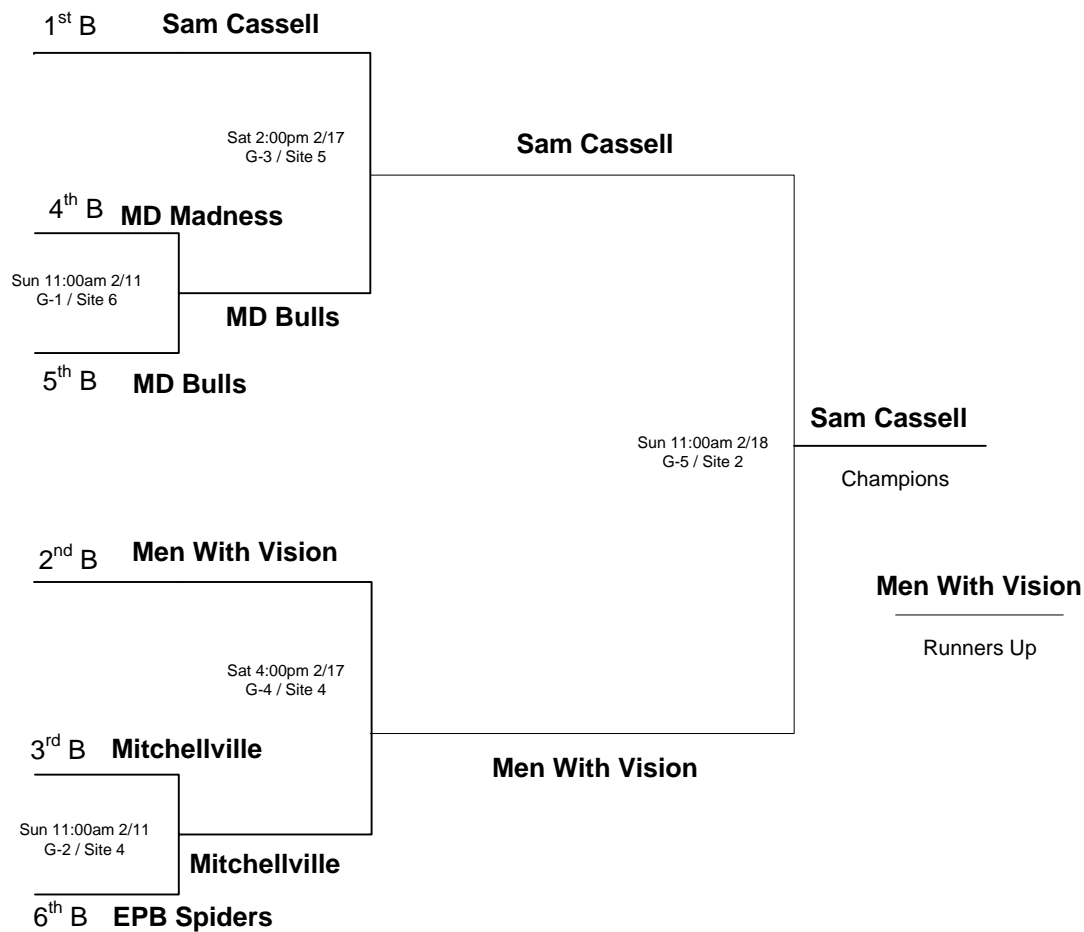 1st B Sam Cassell
Sat 2:00pm 2/17
G-3 / Site 5
Sam Cassell
4th B MD Madness
Sun 11:00am 2/11
G-1 / Site 6
MD Bulls
5th B MD Bulls
Sam Cassell
Sun 11:00am 2/18
G-5 / Site 2
Champions
2nd B Men With Vision
Men With Vision
Runners Up
Sat 4:00pm 2/17
G-4 / Site 4
3rd B Mitchellville
Men With Vision
Sun 11:00am 2/11
G-2 / Site 4
Mitchellville
6th B EPB Spiders